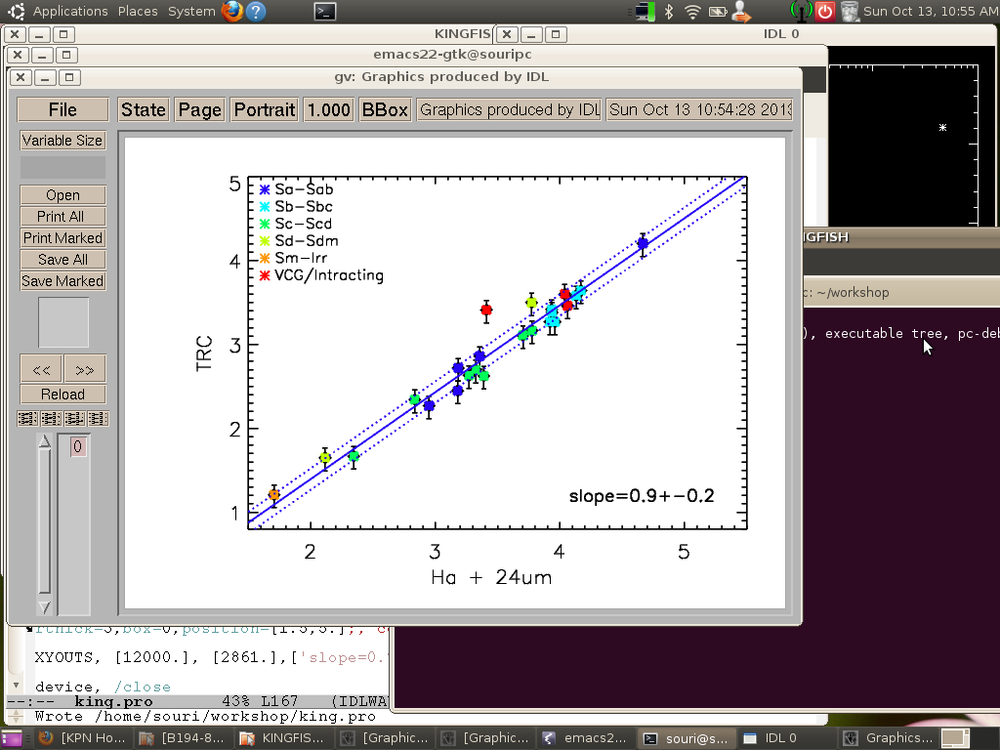 Applications Places System Sun Oct 13, 10:55 AM
KINGFIS IDL 0
emacs22-gtk@souripc
gv: Graphics produced by IDL
File State Page Portrait 1.000 BBox Graphics produced by IDL Sun Oct 13 10:54:28 2013
Variable Size
Open
Print All
Print Marked
Save All
Save Marked
<< >>
Reload
0
5
4
3
2
1
TRC
Sa-Sab
Sb-Sbc
Sc-Scd
Sd-Sdm
Sm-Irr
VCG/Intracting
slope=0.9+-0.2
2 3 4 5
Ha + 24um
IGFISH
c: ~/workshop
), executable tree, pc-deb
rthick=5,box=0,position=[1.5,5.];; c
XYOUTS, [12000.], [2861.],['slope=0.
device, /close
--:-- king.pro 43% L167 (IDLWA
Wrote /home/souri/workshop/king.pro
[KPN Ho... [B194-8... KINGFIS... [Graphic... [Graphic... emacs2... souri@s... IDL 0 Graphics...